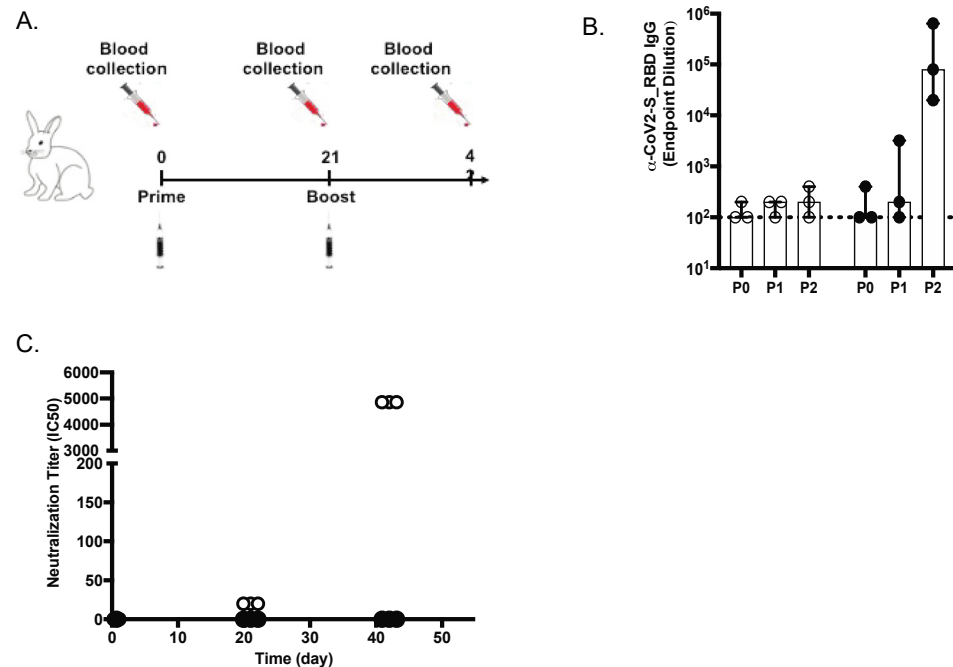 A.
Blood collection
Blood collection
Blood collection
0
21
4
2
Prime
Boost
B.
α-CoV2-S_RBD IgG
(Endpoint Dilution)
10⁶
10⁵
10⁴
10³
10²
10¹
P0 P1 P2 P0 P1 P2
C.
Neutralization Titer (IC50)
6000
5000
4000
3000
200
150
100
50
0
0 10 20 30 40 50
Time (day)